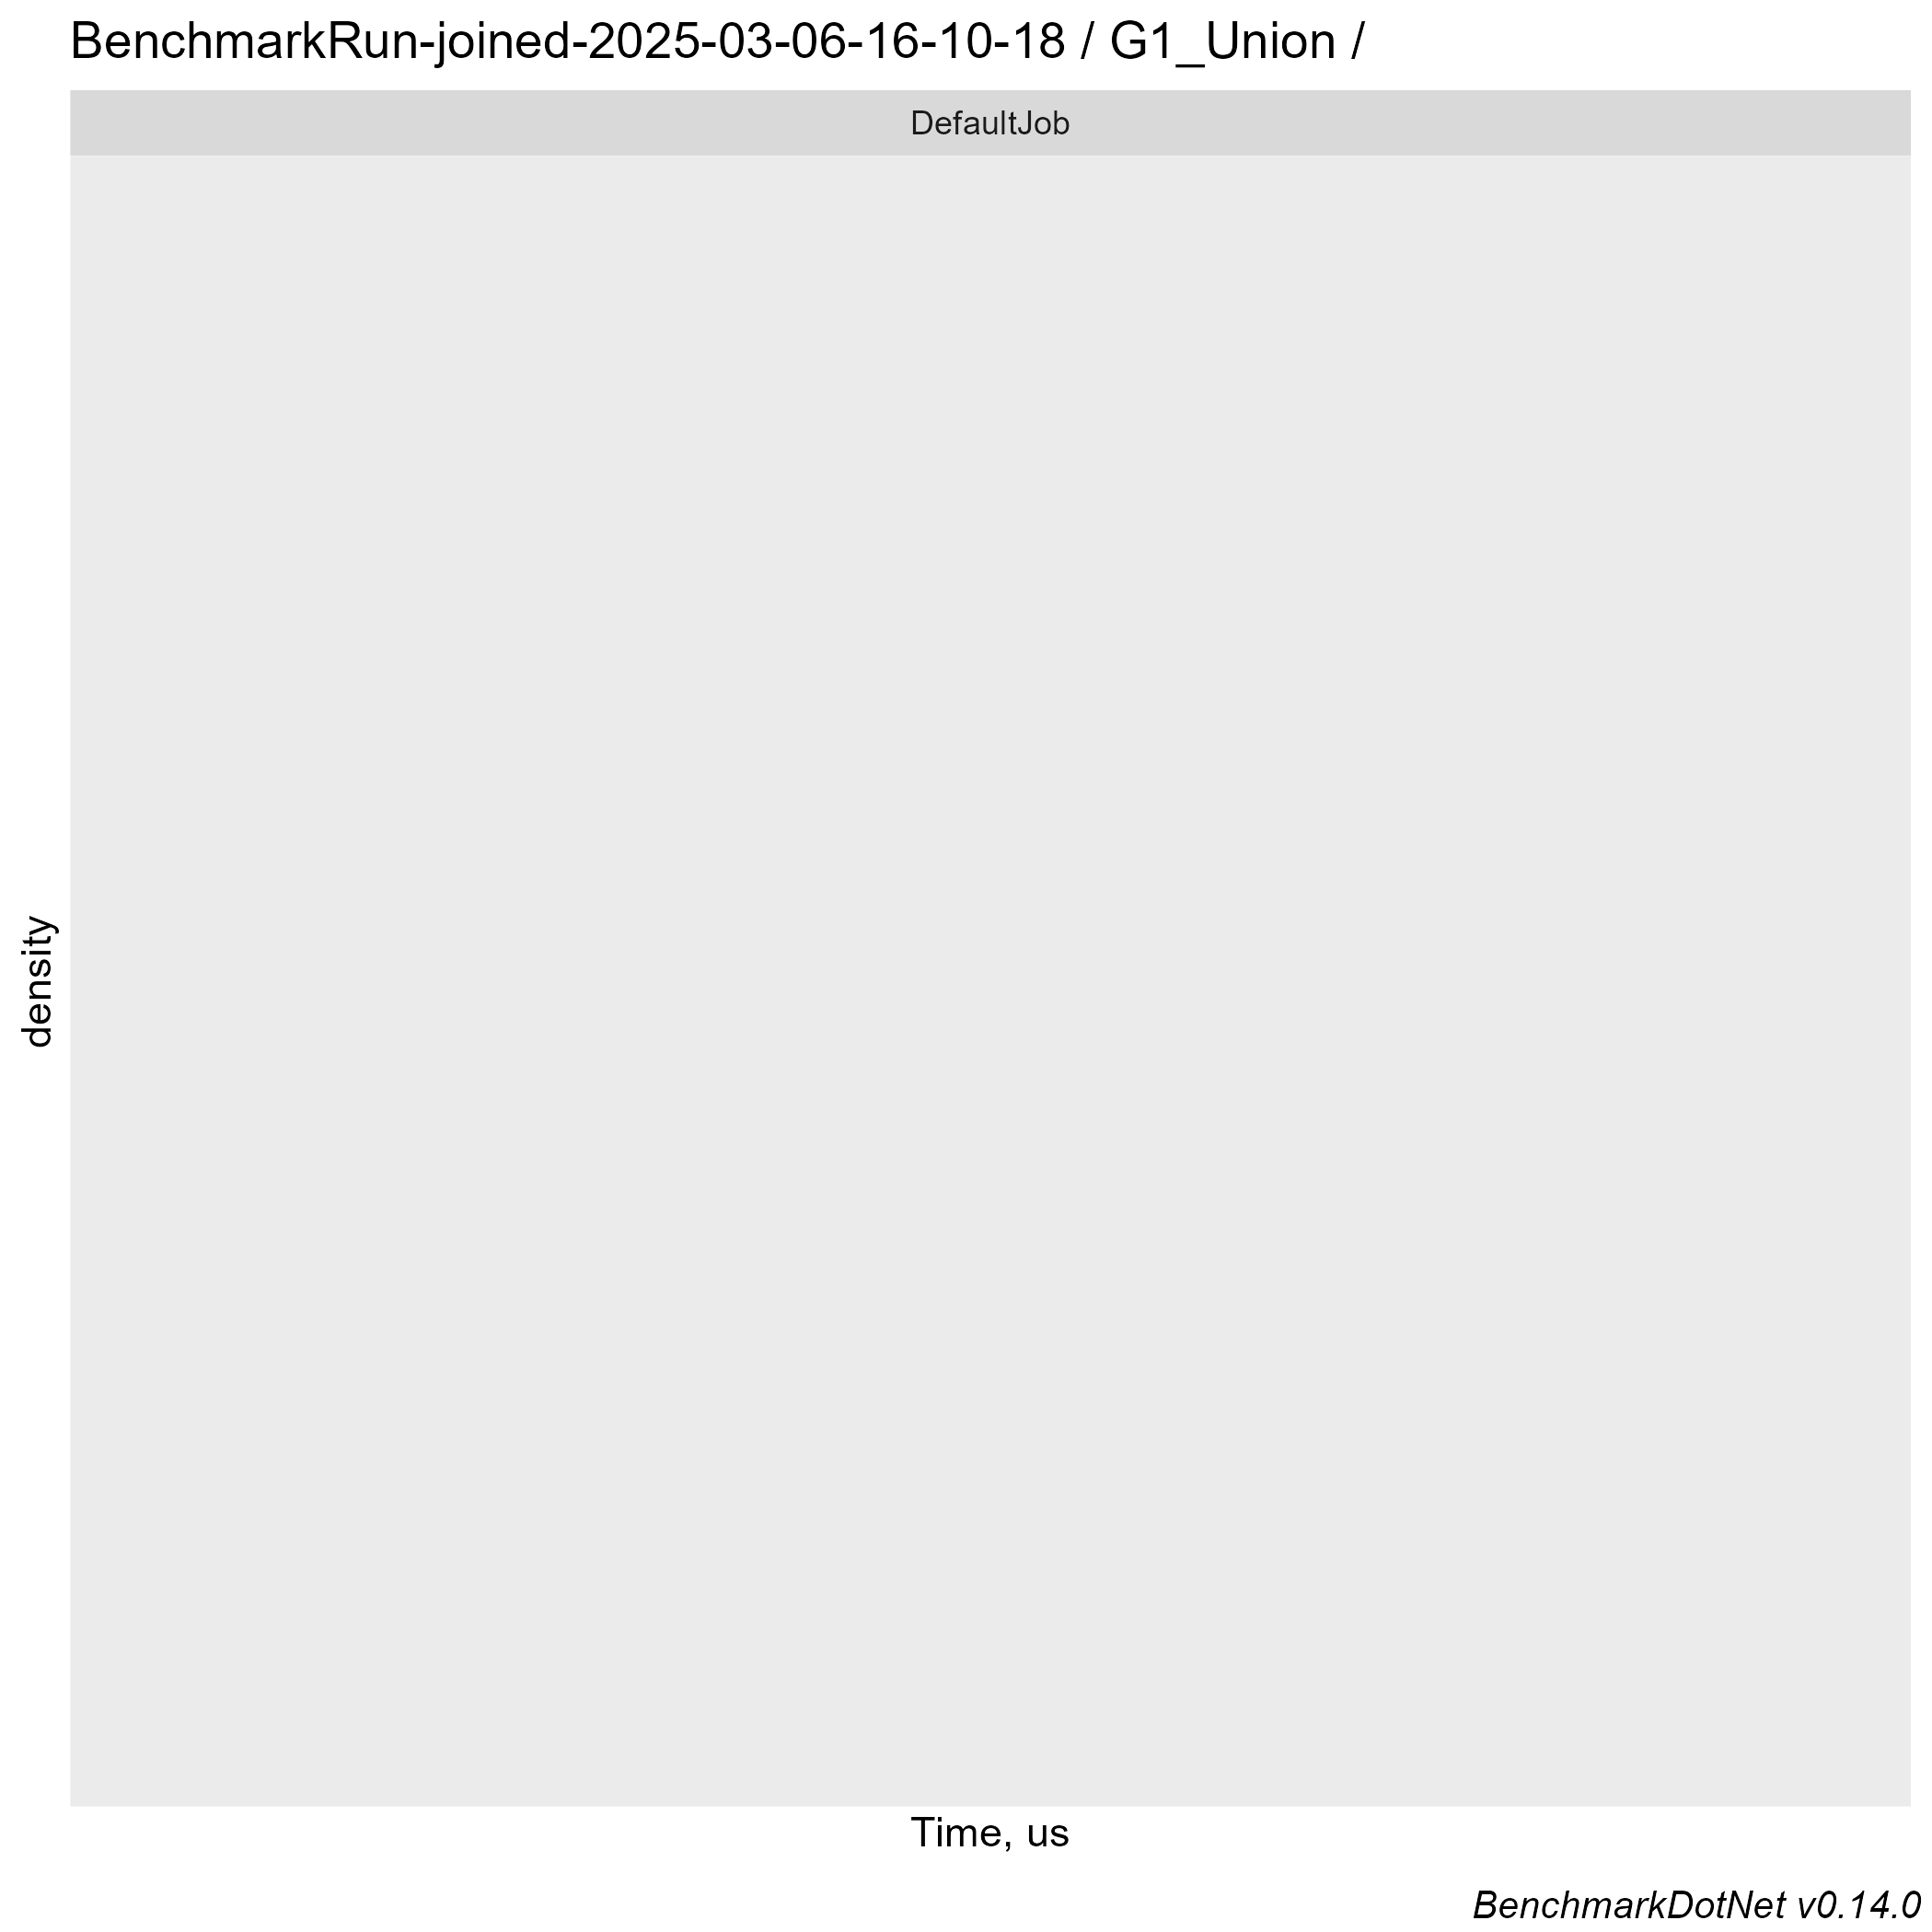 BenchmarkRun-joined-2025-03-06-16-10-18 / G1_Union /
DefaultJob
density
Time, us
BenchmarkDotNet v0.14.0